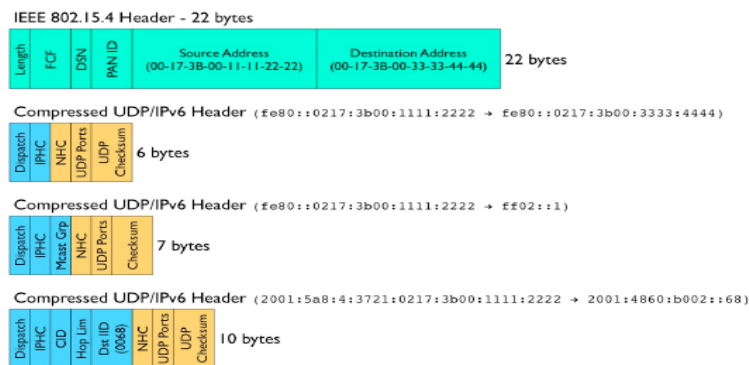 IEEE 802.15.4 Header - 22 bytes
Length FCF DSN PAN ID Source Address (00-17-3B-00-11-11-22-22) Destination Address (00-17-3B-00-33-33-44-44) 22 bytes
Compressed UDP/IPv6 Header (fe80::0217:3b00:1111:2222 → fe80::0217:3b00:3333:4444)
Dispatch IPHC NHC UDP Ports UDP Checksum 6 bytes
Compressed UDP/IPv6 Header (fe80::0217:3b00:1111:2222 → ff02::1)
Dispatch IPHC Mcast Grp NHC UDP Ports Checksum 7 bytes
Compressed UDP/IPv6 Header (2001:5a8:4:3721:0217:3b00:1111:2222 → 2001:4860:b002::68)
Dispatch IPHC CID Hop Lim Dst IID (0068) NHC UDP Ports UDP Checksum 10 bytes